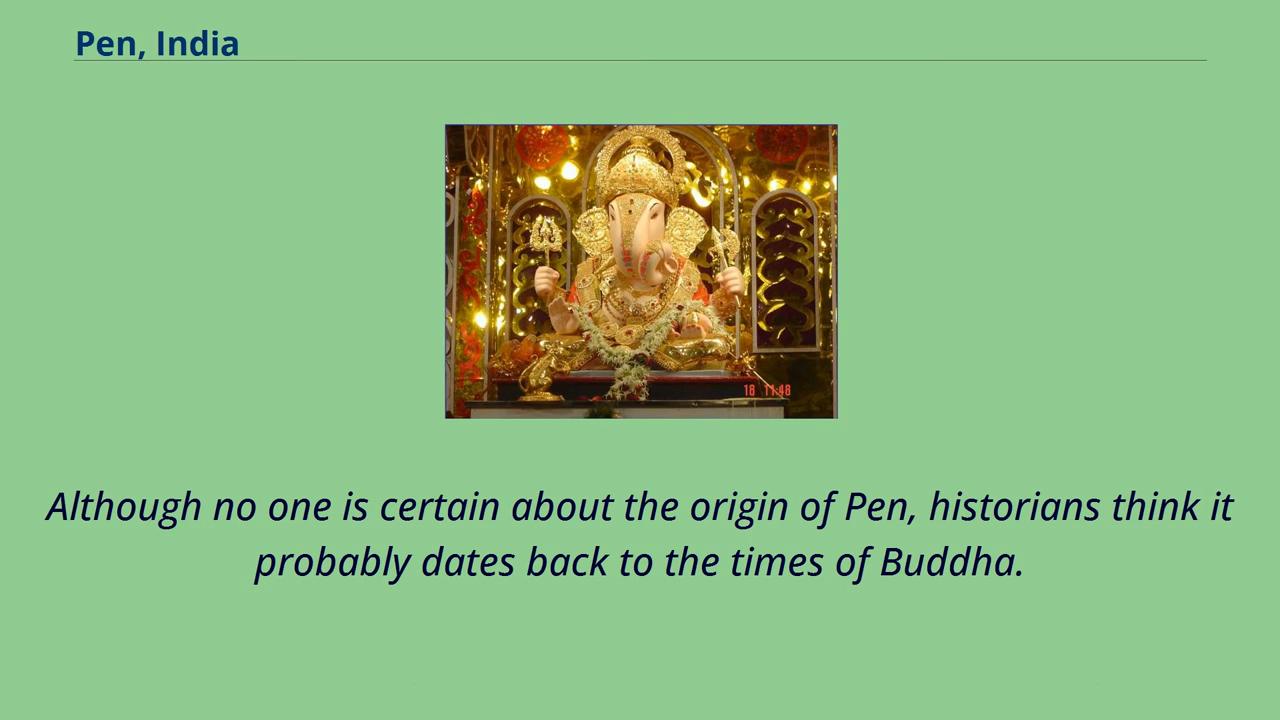 Pen, India
18 11:48
Although no one is certain about the origin of Pen, historians think it
probably dates back to the times of Buddha.